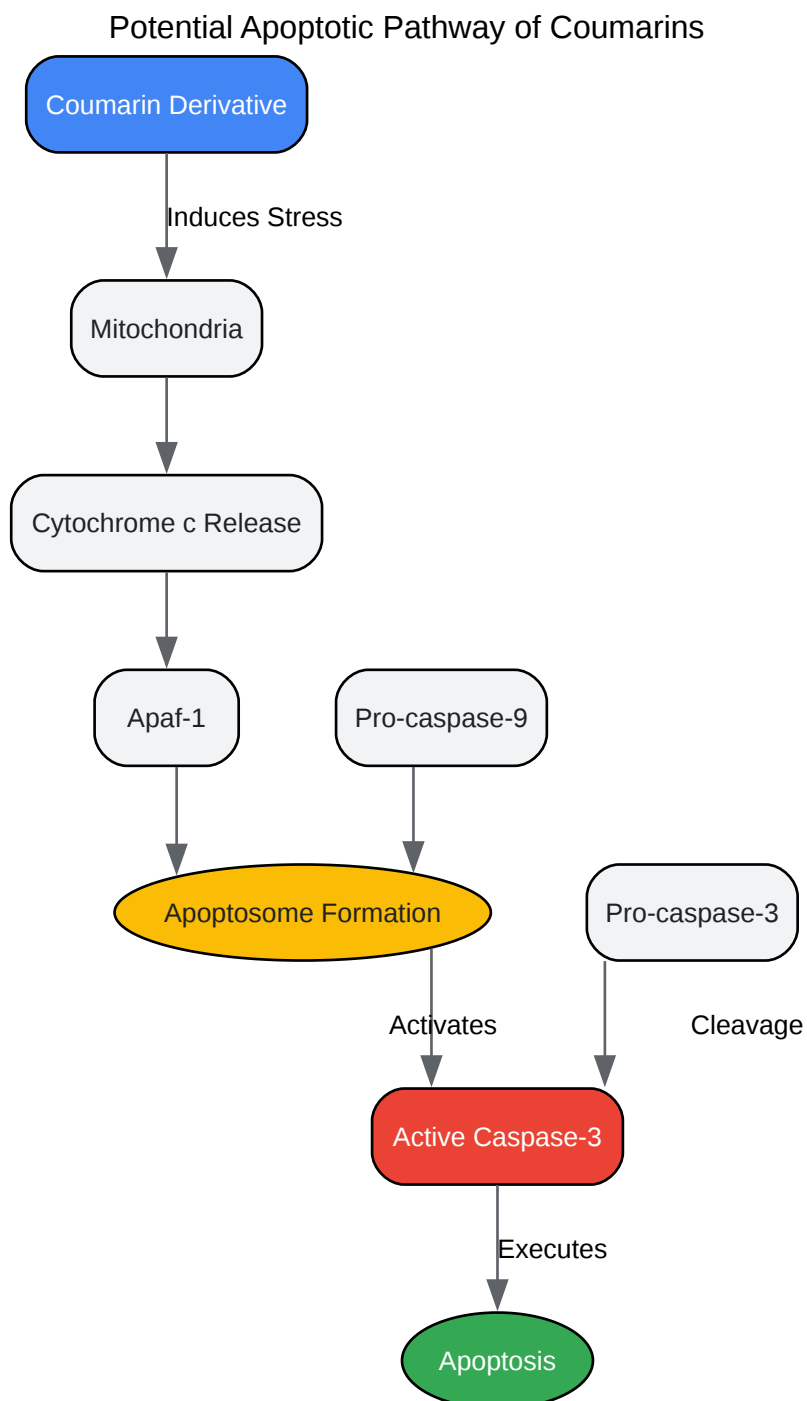 Potential Apoptotic Pathway of Coumarins
Coumarin Derivative
Induces Stress
Mitochondria
Cytochrome c Release
Apaf-1
Pro-caspase-9
Apoptosome Formation
Pro-caspase-3
Activates
Cleavage
Active Caspase-3
Executes
Apoptosis